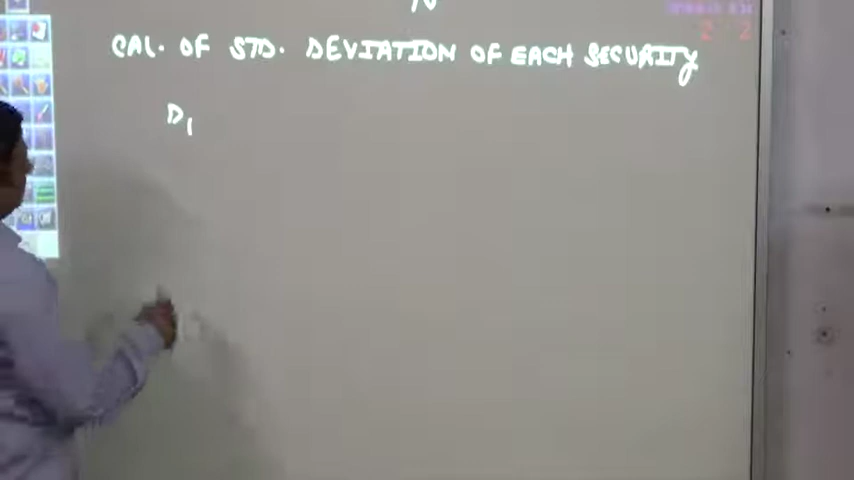 N
CAL. OF STD. DEVIATION OF EACH SECURITY
D1